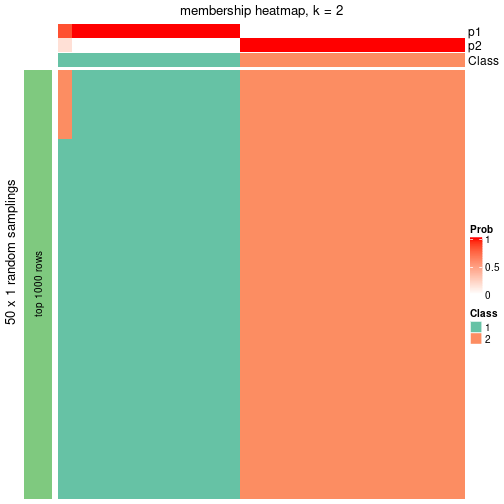 membership heatmap, k = 2
p1
p2
Class
50 x 1 random samplings
top 1000 rows
Prob
1
0.5
0
Class
1
2